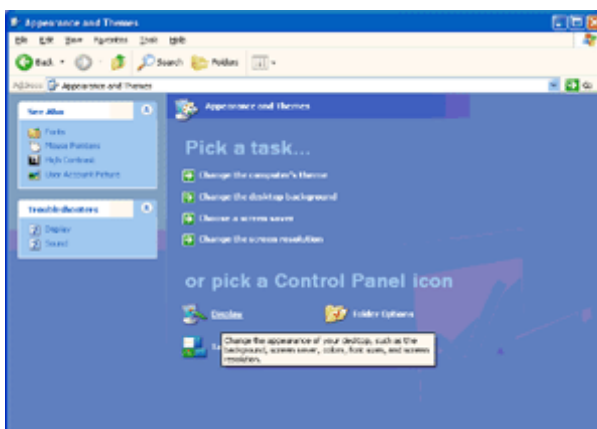 Appearance and Themes
File Edit View Favorites Tools Help
Back Search Folders
Address Appearance and Themes Go
See Also
Fonts
Mouse Pointers
High Contrast
User Account Picture
Troubleshooters
Display
Sound
Appearance and Themes
Pick a task...
Change the computer's theme
Change the desktop background
Choose a screen saver
Change the screen resolution
or pick a Control Panel icon
Display
Folder Options
Change the appearance of your desktop, such as the
background, screen saver, colors, font sizes, and screen
resolution.